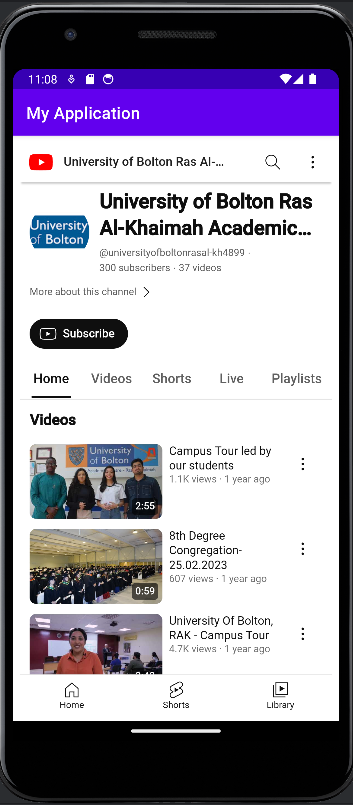 11:08
My Application
University of Bolton Ras Al-...
University of Bolton
University of Bolton Ras
Al-Khaimah Academic...
@universityofboltonrasal-kh4899 ·
300 subscribers · 37 videos
More about this channel
Subscribe
Home Videos Shorts Live Playlists
Videos
University of Bolton
2:55
Campus Tour led by
our students
1.1K views · 1 year ago
0:59
8th Degree
Congregation-
25.02.2023
607 views · 1 year ago
University Of Bolton,
RAK - Campus Tour
4.7K views · 1 year ago
Home Shorts Library